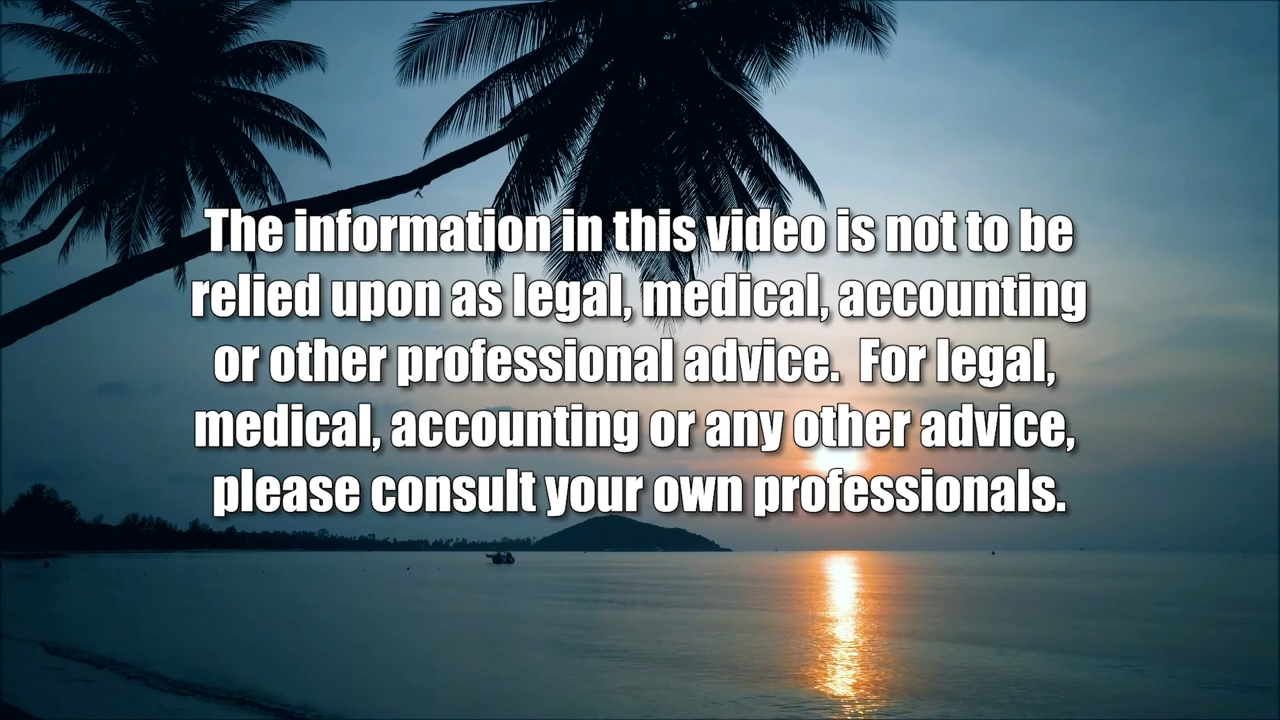 The information in this video is not to be
relied upon as legal, medical, accounting
or other professional advice.  For legal,
medical, accounting or any other advice,
please consult your own professionals.